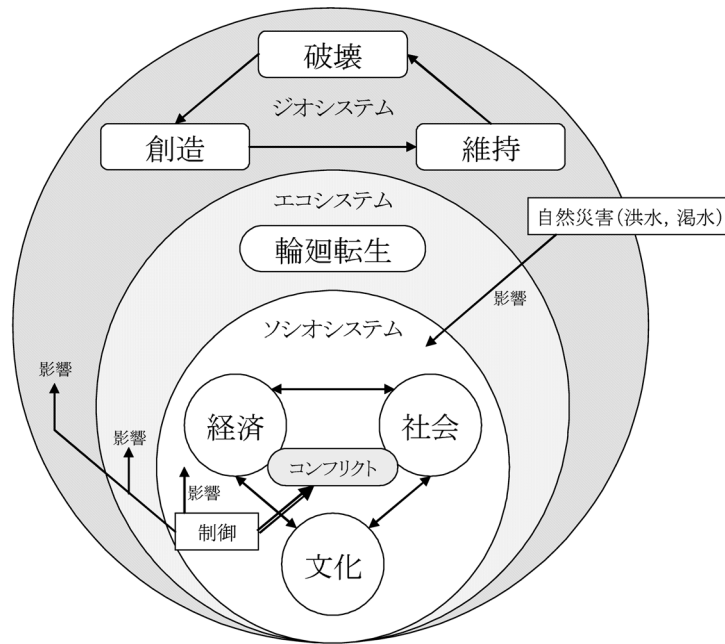 破壊
ジオシステム
創造
維持
エコシステム
自然災害(洪水, 渇水)
輪廻転生
影響
ソシオシステム
影響
経済
社会
影響
コンフリクト
影響
制御
文化